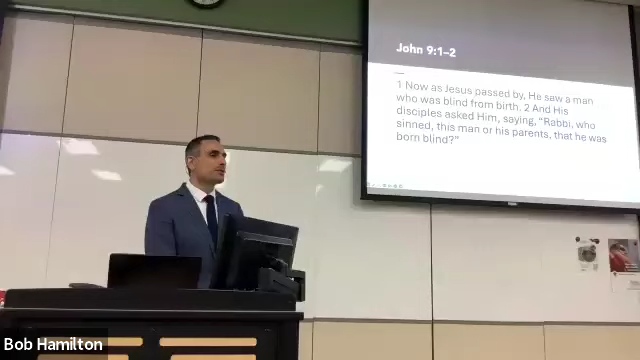 John 9:1–2
1 Now as Jesus passed by, He saw a man
who was blind from birth. 2 And His
disciples asked Him, saying, “Rabbi, who
sinned, this man or his parents, that he was
born blind?”
Bob Hamilton